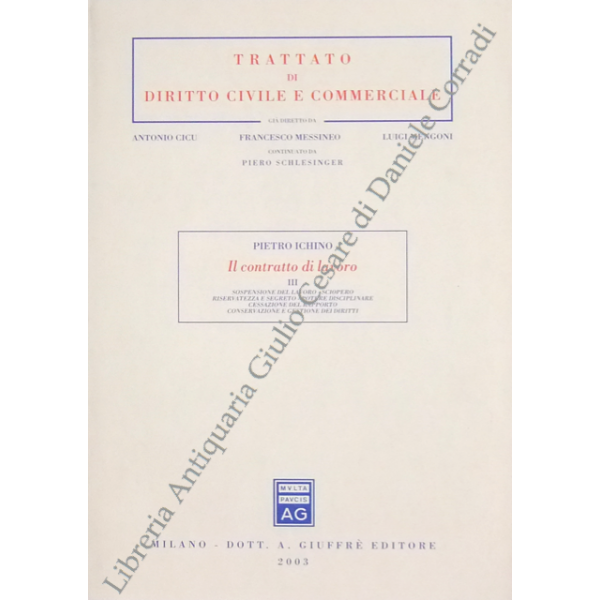 TRATTATO
DI
DIRITTO CIVILE E COMMERCIALE
GIÀ DIRETTO DA
ANTONIO CICU FRANCESCO MESSINEO LUIGI MENGONI
CONTINUATO DA
PIERO SCHLESINGER
PIETRO ICHINO
Il contratto di lavoro
III
SOSPENSIONE DEL LAVORO - SCIOPERO
RISERVATEZZA E SEGRETO - POTERE DISCIPLINARE
CESSAZIONE DEL RAPPORTO
CONSERVAZIONE E GESTIONE DEI DIRITTI
MVLTA
PAVCIS
AG
MILANO - DOTT. A. GIUFFRÈ EDITORE
2003
Libreria Antiquaria Giulio Cesare di Daniele Corradi